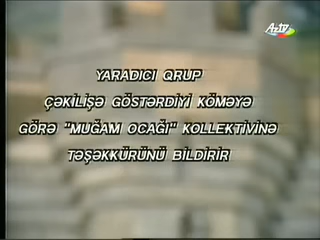 AzTV
YARADICI QRUP
ÇƏKİLİŞƏ GÖSTƏRDİYİ KÖMƏYƏ
GÖRƏ "MUĞAM OCAĞI" KOLLEKTİVİNƏ
TƏŞƏKKÜRÜNÜ BİLDİRİR